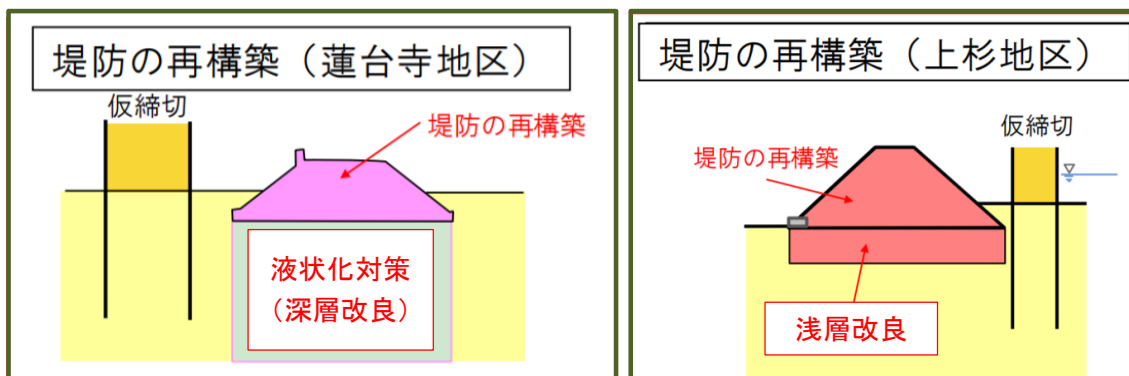 堤防の再構築（蓮台寺地区）
仮締切
堤防の再構築
液状化対策
（深層改良）
堤防の再構築（上杉地区）
仮締切
堤防の再構築
浅層改良